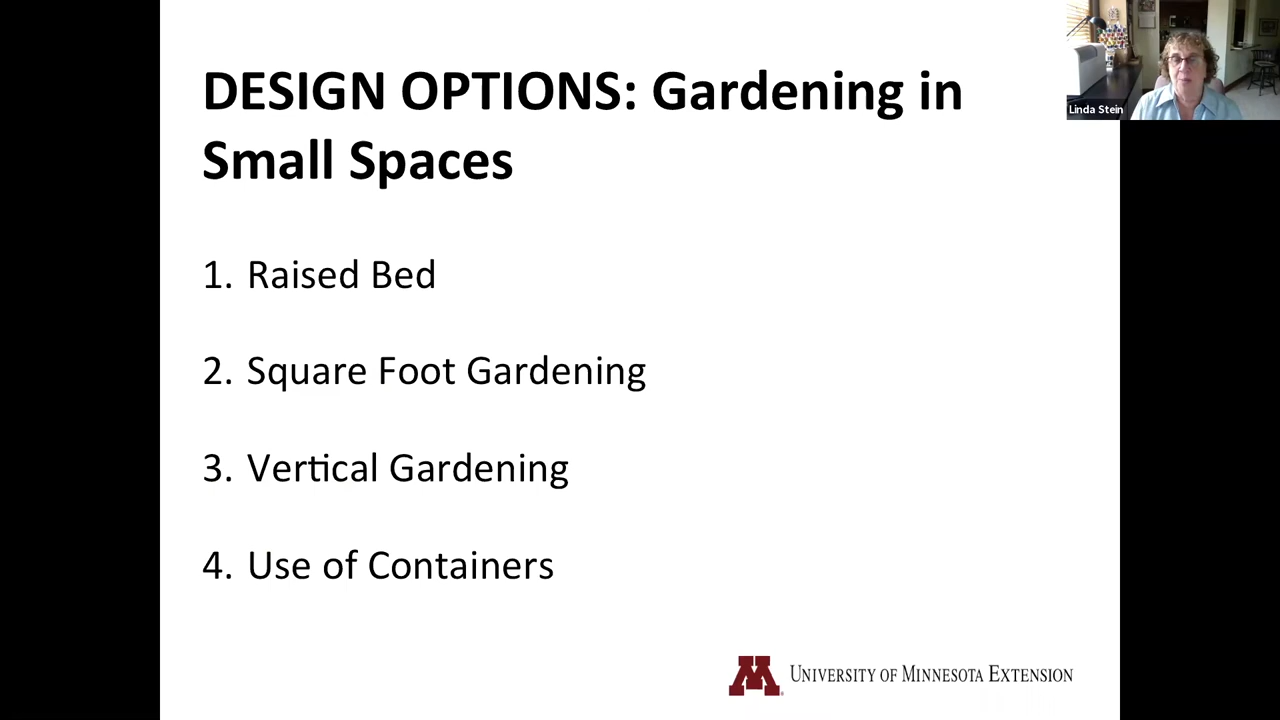 DESIGN OPTIONS: Gardening in
Small Spaces
1. Raised Bed
2. Square Foot Gardening
3. Vertical Gardening
4. Use of Containers
UNIVERSITY OF MINNESOTA EXTENSION
Linda Stein